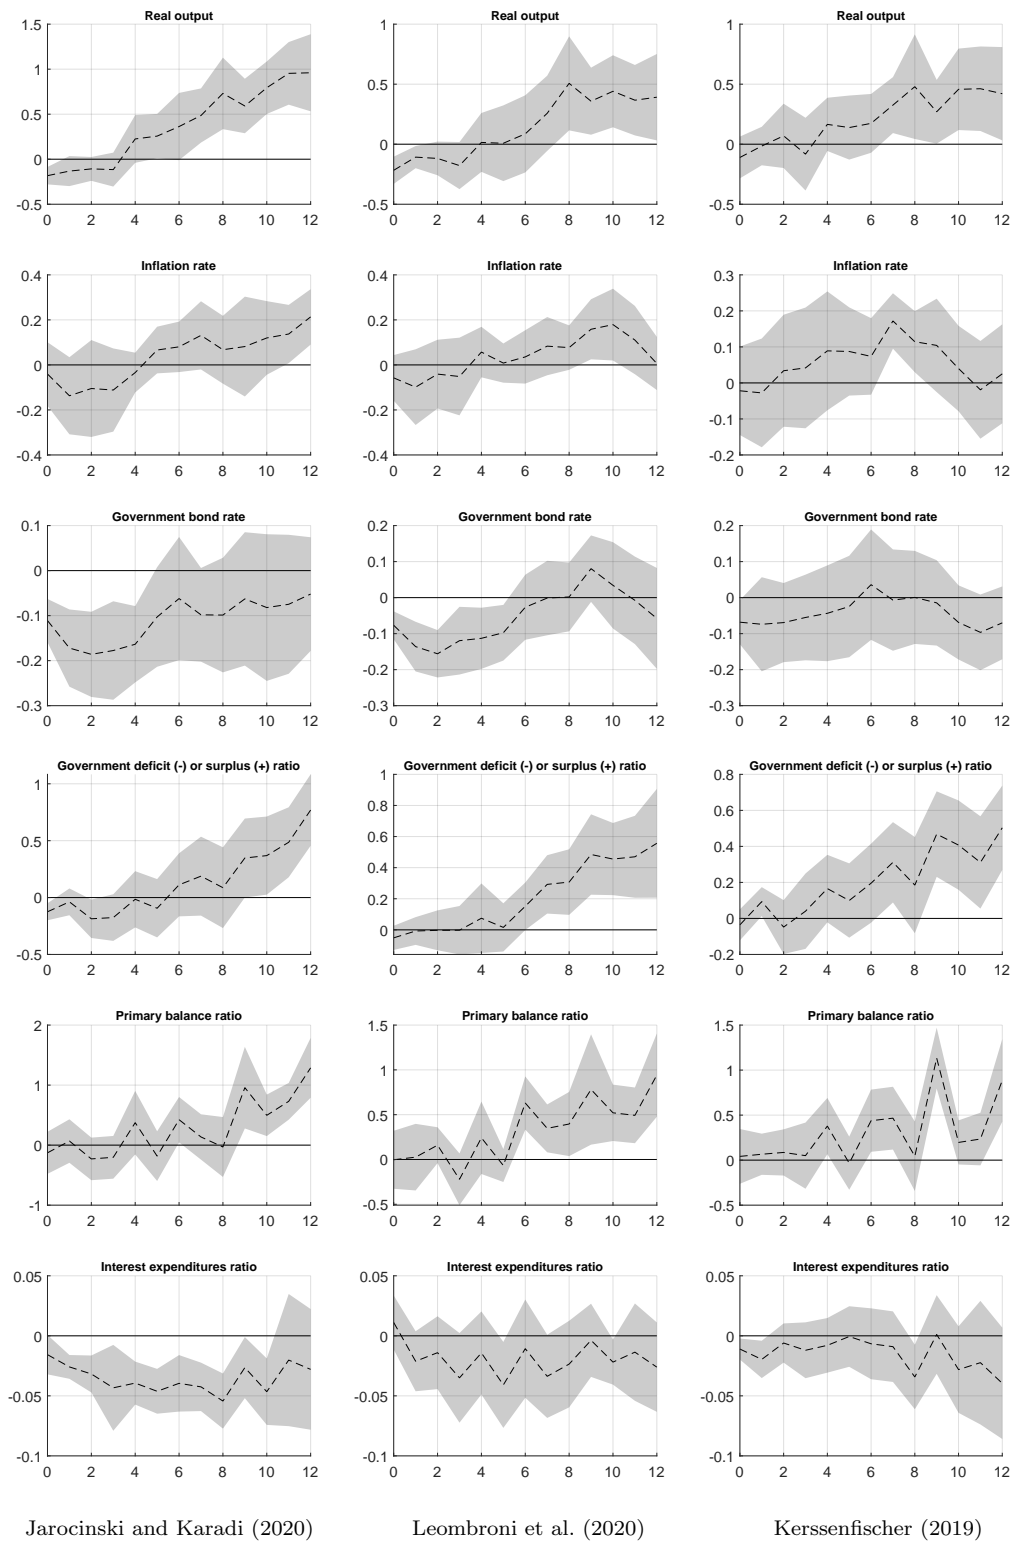 Real output
1.5
1
0.5
0
-0.5
0 2 4 6 8 10 12
Real output
1
0.5
0
-0.5
0 2 4 6 8 10 12
Real output
1
0.5
0
-0.5
0 2 4 6 8 10 12
Inflation rate
0.4
0.2
0
-0.2
-0.4
0 2 4 6 8 10 12
Inflation rate
0.4
0.2
0
-0.2
-0.4
0 2 4 6 8 10 12
Inflation rate
0.3
0.2
0.1
0
-0.1
-0.2
0 2 4 6 8 10 12
Government bond rate
0.1
0
-0.1
-0.2
-0.3
0 2 4 6 8 10 12
Government bond rate
0.2
0.1
0
-0.1
-0.2
-0.3
0 2 4 6 8 10 12
Government bond rate
0.2
0.1
0
-0.1
-0.2
-0.3
0 2 4 6 8 10 12
Government deficit (-) or surplus (+) ratio
1
0.5
0
-0.5
0 2 4 6 8 10 12
Government deficit (-) or surplus (+) ratio
1
0.8
0.6
0.4
0.2
0
0 2 4 6 8 10 12
Government deficit (-) or surplus (+) ratio
0.8
0.6
0.4
0.2
0
-0.2
0 2 4 6 8 10 12
Primary balance ratio
2
1
0
-1
0 2 4 6 8 10 12
Primary balance ratio
1.5
1
0.5
0
-0.5
0 2 4 6 8 10 12
Primary balance ratio
1.5
1
0.5
0
-0.5
0 2 4 6 8 10 12
Interest expenditures ratio
0.05
0
-0.05
-0.1
0 2 4 6 8 10 12
Interest expenditures ratio
0.05
0
-0.05
-0.1
0 2 4 6 8 10 12
Interest expenditures ratio
0.05
0
-0.05
-0.1
0 2 4 6 8 10 12
Jarocinski and Karadi (2020)
Leombroni et al. (2020)
Kerssenfischer (2019)